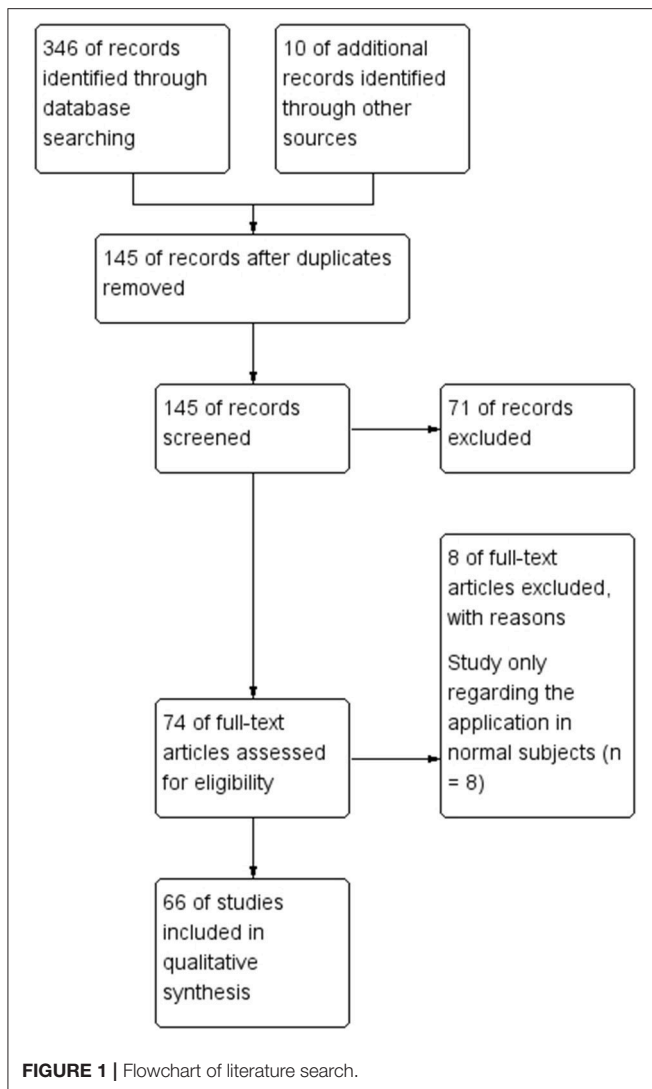 346 of records
identified through
database
searching
10 of additional
records identified
through other
sources
145 of records after duplicates
removed
145 of records
screened
71 of records
excluded
8 of full-text
articles excluded,
with reasons
Study only
regarding the
application in
normal subjects (n
= 8)
74 of full-text
articles assessed
for eligibility
66 of studies
included in
qualitative
synthesis
FIGURE 1 | Flowchart of literature search.